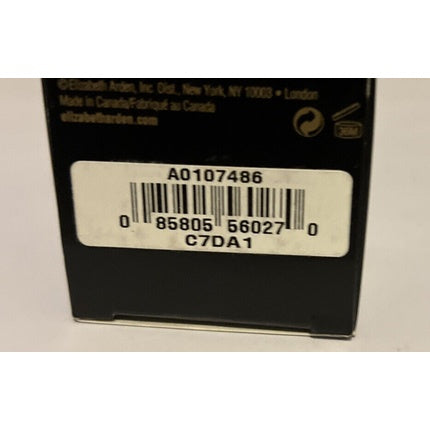 ©Elizabeth Arden, Inc. Dist., New York, NY 10003 • London
Made in Canada/Fabriqué au Canada
elizabetharden.com
36M
A0107486
0 85805 56027 0
C7DA1